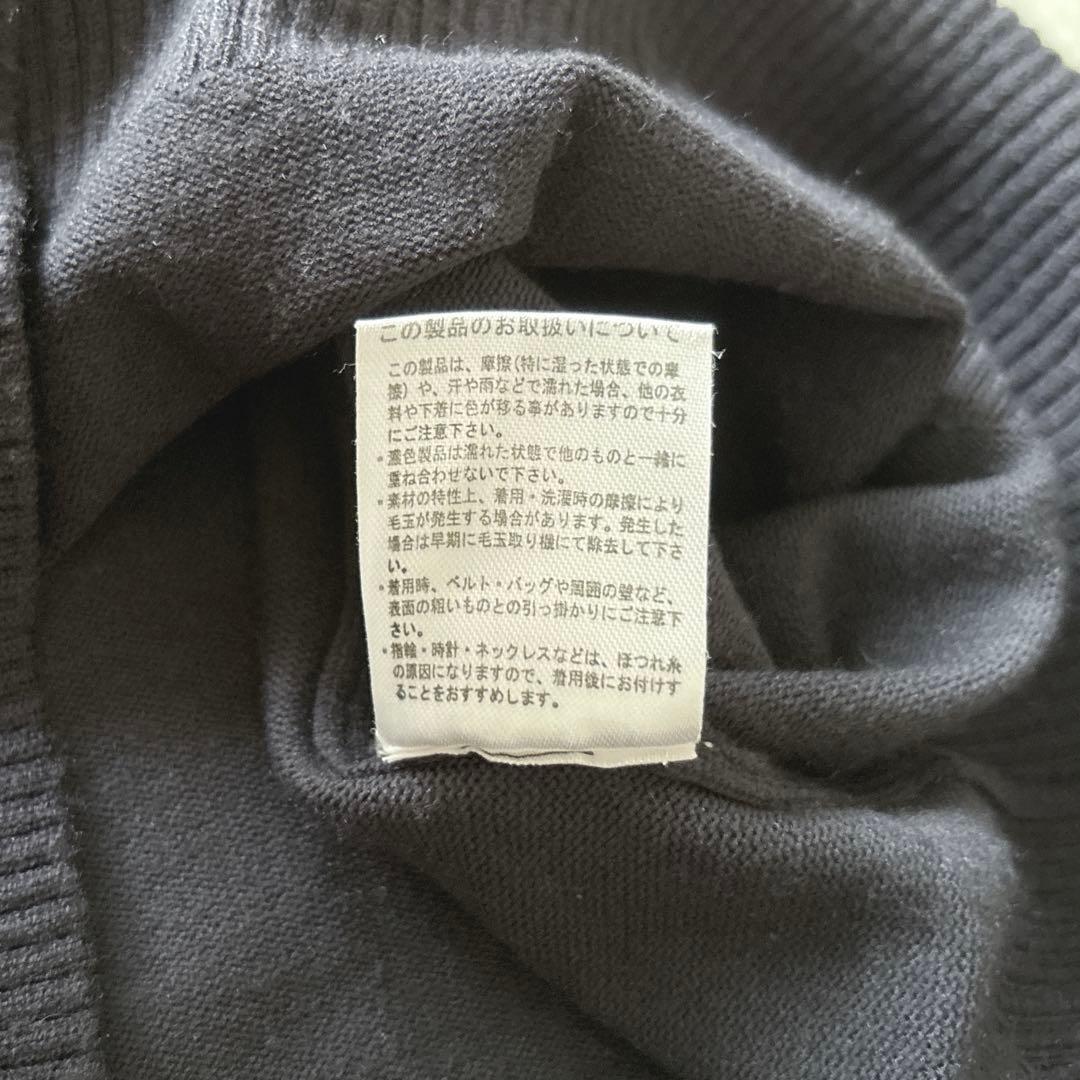 この製品のお取扱いについて
この製品は、摩擦(特に湿った状態での摩
擦)や、汗や雨などで濡れた場合、他の衣
料や下着に色が移る事がありますので十分
にご注意下さい。
・濃色製品は濡れた状態で他のものと一緒に
重ね合わせないで下さい。
・素材の特性上、着用・洗濯時の摩擦により
毛玉が発生する場合があります。発生した
場合は早期に毛玉取り機にて除去して下さ
い。
・着用時、ベルト・バッグや周囲の壁など、
表面の粗いものとの引っ掛かりにご注意下
さい。
・指輪・時計・ネックレスなどは、ほつれ糸
の原因になりますので、着用後にお付けす
ることをおすすめします。